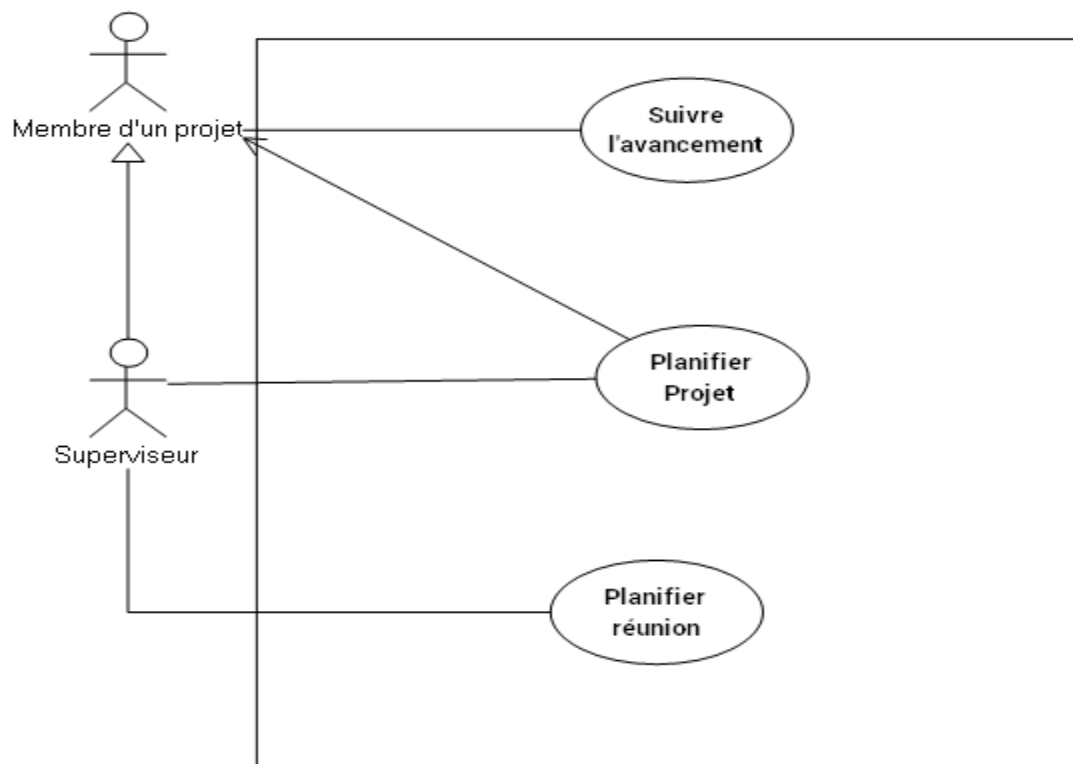 Suivre
l'avancement
Membre d'un projet
Planifier
Projet
Superviseur
Planifier
réunion